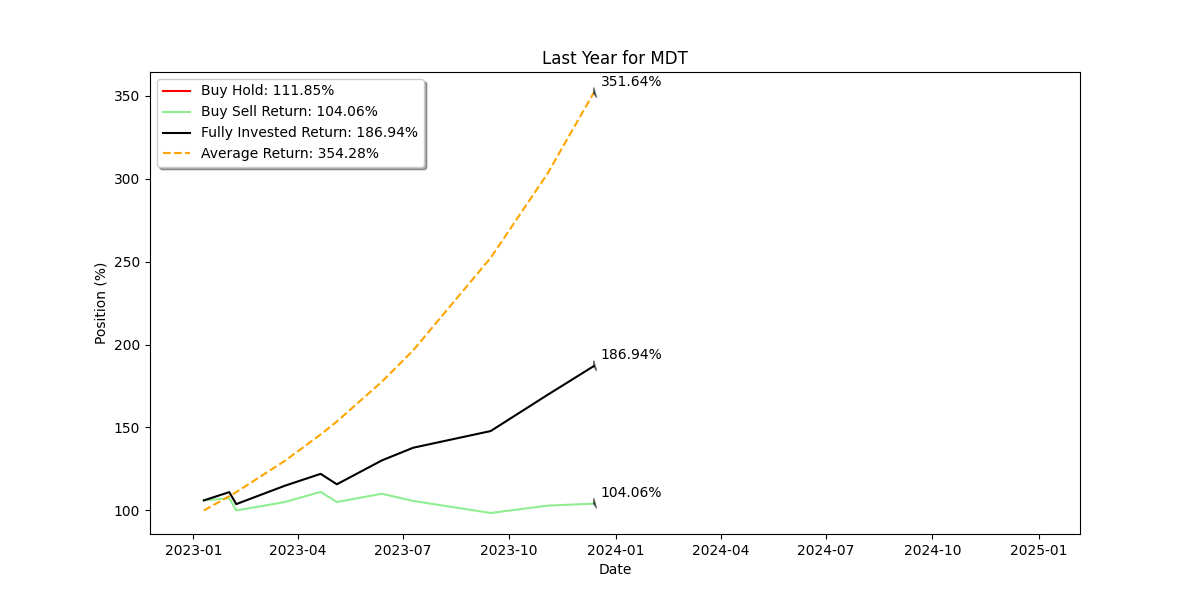 Last Year for MDT
351.64%
Buy Hold: 111.85%
Buy Sell Return: 104.06%
Fully Invested Return: 186.94%
Average Return: 354.28%
350
300
250
200
150
100
Position (%)
186.94%
104.06%
2023-01 2023-04 2023-07 2023-10 2024-01 2024-04 2024-07 2024-10 2025-01
Date